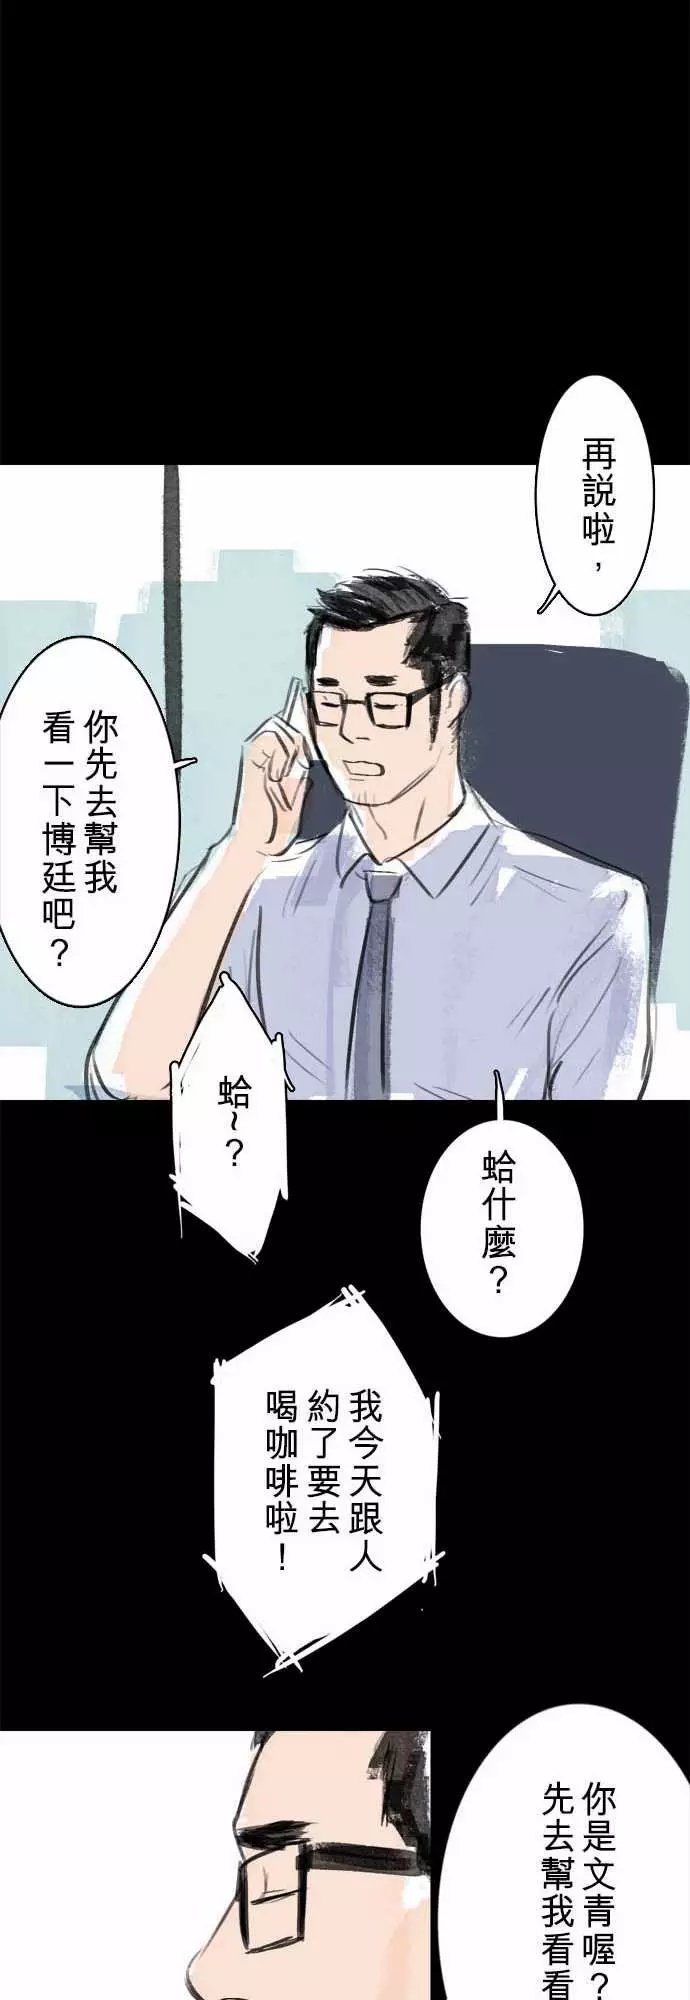 再說啦，
你先去幫我
看一下博廷吧？
蛤~？
蛤什麼？
我今天跟人
約了要去
喝咖啡啦！
你是文青喔？
先去幫我看看